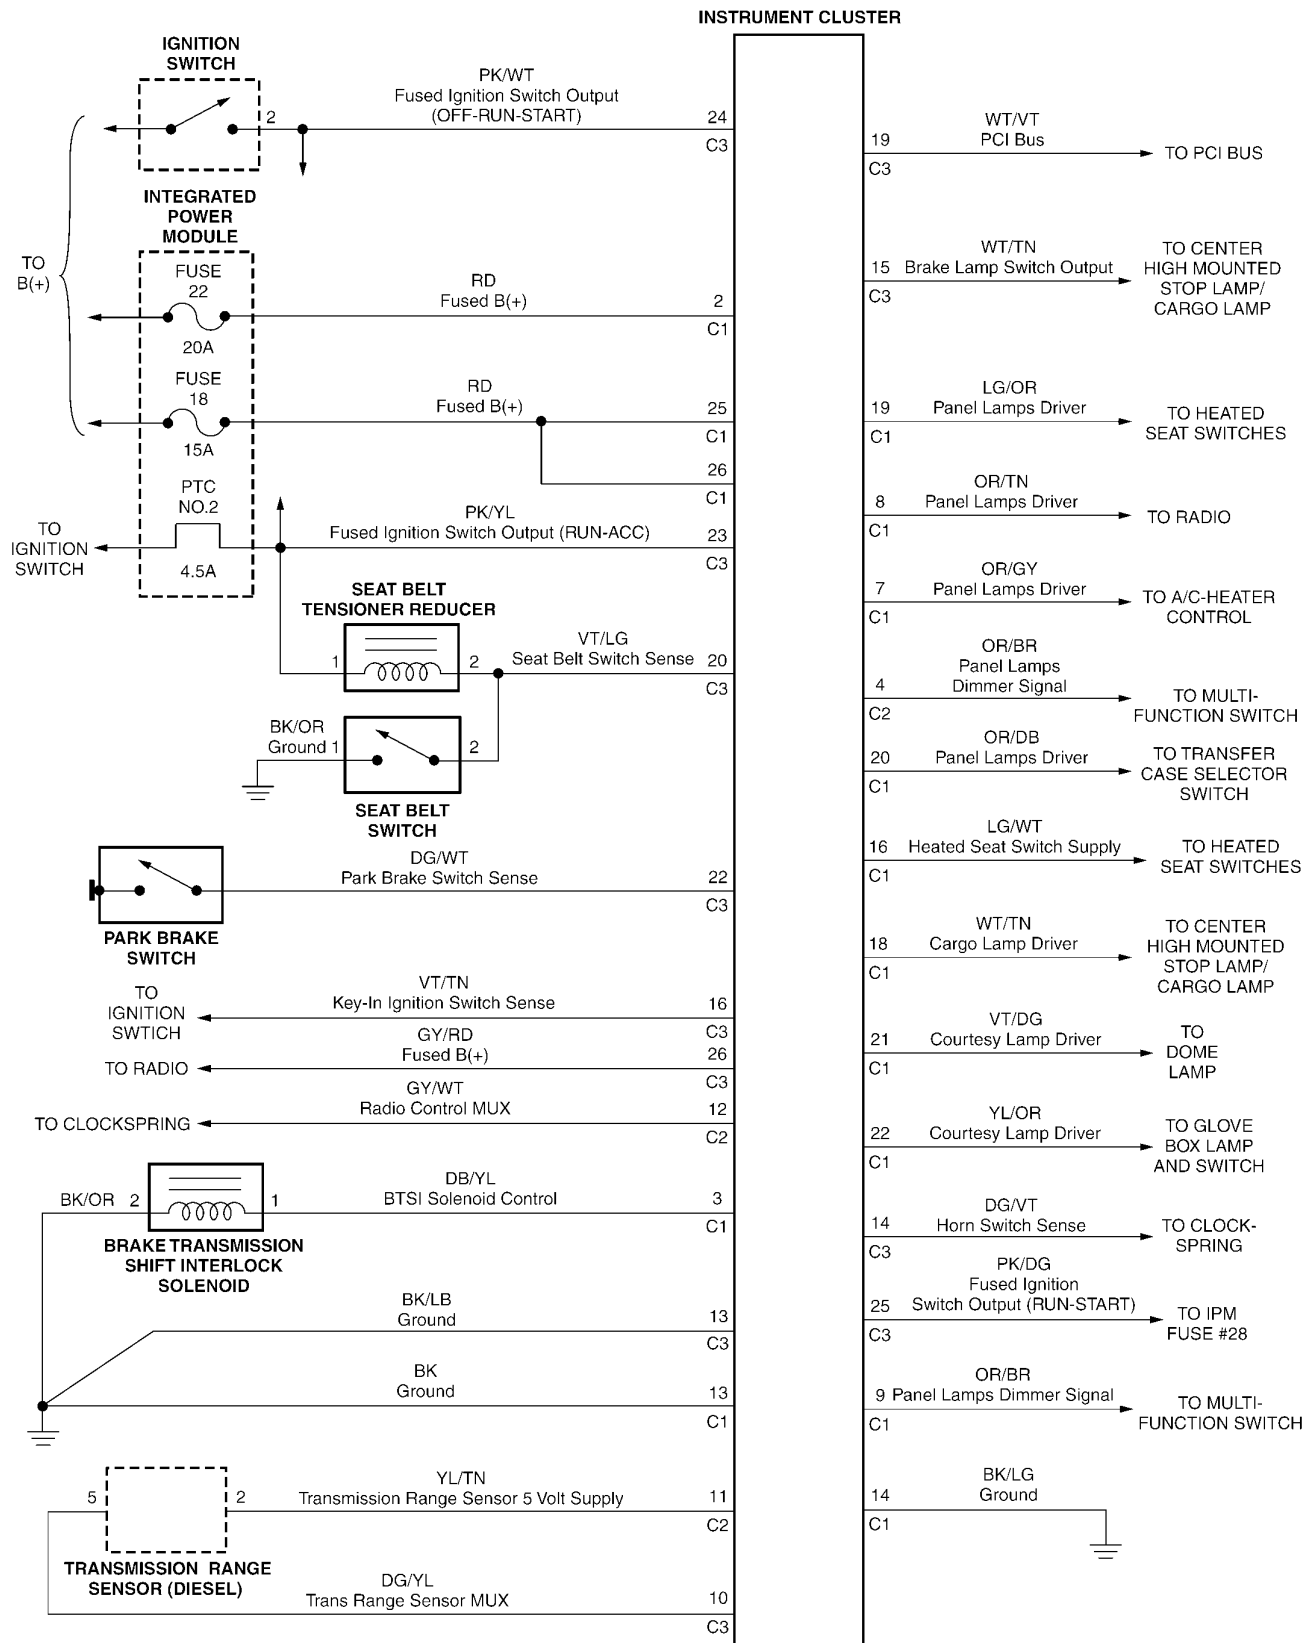 INSTRUMENT CLUSTER
IGNITION
SWITCH
2
PK/WT
Fused Ignition Switch Output
(OFF-RUN-START)
24
C3
INTEGRATED
POWER
MODULE
TO
B(+)
FUSE
22
20A
RD
Fused B(+)
2
C1
FUSE
18
15A
RD
Fused B(+)
25
C1
26
C1
PTC
NO.2
4.5A
TO
IGNITION
SWITCH
PK/YL
Fused Ignition Switch Output (RUN-ACC)
23
C3
SEAT BELT
TENSIONER REDUCER
1
2
VT/LG
Seat Belt Switch Sense
20
C3
BK/OR
Ground 1
2
SEAT BELT
SWITCH
DG/WT
Park Brake Switch Sense
22
C3
PARK BRAKE
SWITCH
TO
IGNITION
SWTICH
VT/TN
Key-In Ignition Switch Sense
16
C3
TO RADIO
GY/RD
Fused B(+)
26
C3
TO CLOCKSPRING
GY/WT
Radio Control MUX
12
C2
BK/OR 2
1
DB/YL
BTSI Solenoid Control
3
C1
BRAKE TRANSMISSION
SHIFT INTERLOCK
SOLENOID
BK/LB
Ground
13
C3
BK
Ground
13
C1
5
2
YL/TN
Transmission Range Sensor 5 Volt Supply
11
C2
TRANSMISSION RANGE
SENSOR (DIESEL)
DG/YL
Trans Range Sensor MUX
10
C3
19
C3
WT/VT
PCI Bus
TO PCI BUS
15
C3
WT/TN
Brake Lamp Switch Output
TO CENTER
HIGH MOUNTED
STOP LAMP/
CARGO LAMP
19
C1
LG/OR
Panel Lamps Driver
TO HEATED
SEAT SWITCHES
8
C1
OR/TN
Panel Lamps Driver
TO RADIO
7
C1
OR/GY
Panel Lamps Driver
TO A/C-HEATER
CONTROL
4
C2
OR/BR
Panel Lamps
Dimmer Signal
TO MULTI-
FUNCTION SWITCH
20
C1
OR/DB
Panel Lamps Driver
TO TRANSFER
CASE SELECTOR
SWITCH
16
C1
LG/WT
Heated Seat Switch Supply
TO HEATED
SEAT SWITCHES
18
C1
WT/TN
Cargo Lamp Driver
TO CENTER
HIGH MOUNTED
STOP LAMP/
CARGO LAMP
21
C1
VT/DG
Courtesy Lamp Driver
TO
DOME
LAMP
22
C1
YL/OR
Courtesy Lamp Driver
TO GLOVE
BOX LAMP
AND SWITCH
14
C3
DG/VT
Horn Switch Sense
TO CLOCK-
SPRING
25
C3
PK/DG
Fused Ignition
Switch Output (RUN-START)
TO IPM
FUSE #28
9
C1
OR/BR
Panel Lamps Dimmer Signal
TO MULTI-
FUNCTION SWITCH
14
C1
BK/LG
Ground